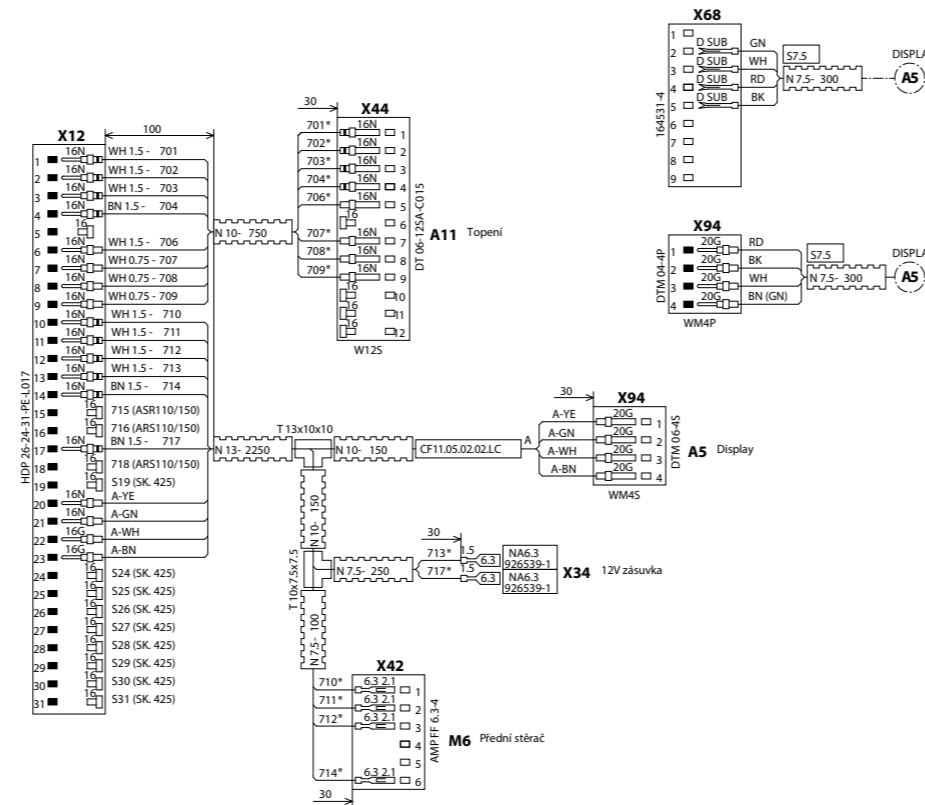 X12
100
HDP 26-24-31-PE-L017
1 16N WH 1.5 - 701
2 16N WH 1.5 - 702
3 16N WH 1.5 - 703
4 16N BN 1.5 - 704
5 16
6 16N WH 1.5 - 706
7 16N WH 0.75 - 707
8 16N WH 0.75 - 708
9 16N WH 0.75 - 709
10 16N WH 1.5 - 710
11 16N WH 1.5 - 711
12 16N WH 1.5 - 712
13 16N WH 1.5 - 713
14 16N BN 1.5 - 714
15 16 715 (ASR110/150)
16 16 716 (ARS110/150)
17 16N BN 1.5 - 717
18 16 718 (ARS110/150)
19 16 S19 (SK. 425)
20 16N A-YE
21 16N A-GN
22 16G A-WH
23 16G A-BN
24 16 S24 (SK. 425)
25 16 S25 (SK. 425)
26 16 S26 (SK. 425)
27 16 S27 (SK. 425)
28 16 S28 (SK. 425)
29 16 S29 (SK. 425)
30 16 S30 (SK. 425)
31 16 S31 (SK. 425)
N 10- 750
30
X44
701* 16N 1
702* 16N 2
703* 16N 3
704* 16N 4
706* 16N 5
16 6
707* 16N 7
708* 16N 8
709* 16N 9
16 10
16 11
16 12
DT 06-12SA-C015
W12S
A11 Topení
N 13- 2250
T 13x10x10
N 10- 150
CF11.05.02.02.LC
A
30
X94
A-YE 20G 1
A-GN 20G 2
A-WH 20G 3
A-BN 20G 4
DTM 06-4S
WM4S
A5 Display
N 10- 150
T 10x7.5x7.5
N 7.5- 250
30
713* 1.5 6.3 NA6.3
926539-1
717* 1.5 6.3 NA6.3
926539-1
X34 12V zásuvka
N 7.5- 100
X42
710* 6.3 2.1 1
711* 6.3 2.1 2
712* 6.3 2.1 3
4
5
714* 6.3 2.1 6
AMP FF 6.3-4
30
M6 Přední stěrač
X68
164531-4
1
2 D SUB GN
3 D SUB WH
4 D SUB RD
5 D SUB BK
6
7
8
9
S7.5
N 7.5- 300
DISPLA
A5
X94
DTM 04-4P
1 20G RD
2 20G BK
3 20G WH
4 20G BN (GN)
WM4P
S7.5
N 7.5- 300
DISPLA
A5